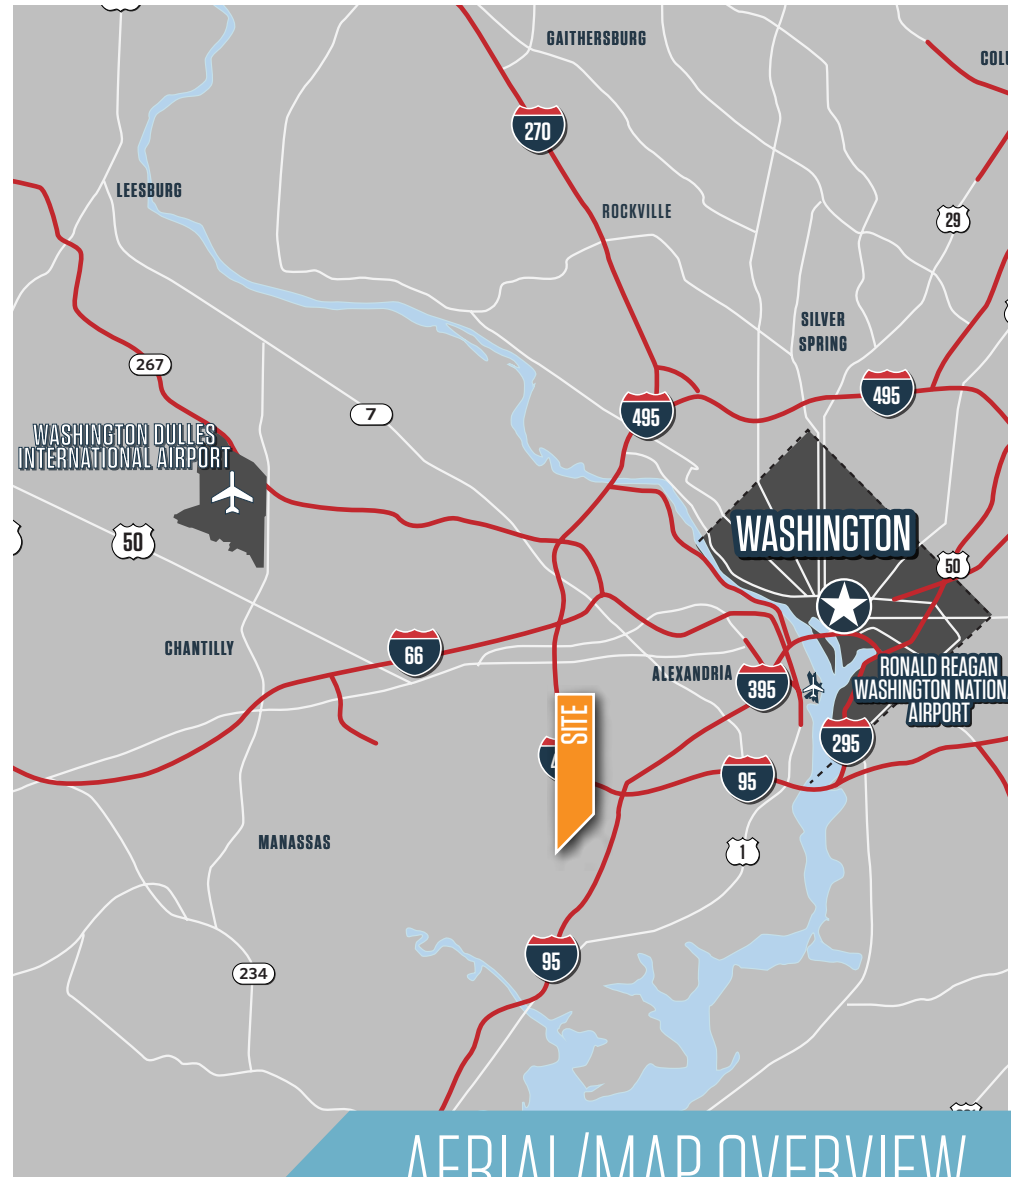 GAITHERSBURG
270
LEESBURG
ROCKVILLE
29
SILVER
SPRING
267
495
495
7
WASHINGTON DULLES
INTERNATIONAL AIRPORT
50
WASHINGTON
50
CHANTILLY
66
ALEXANDRIA
395
RONALD REAGAN
WASHINGTON NATION
AIRPORT
SITE
295
95
MANASSAS
1
95
234
AERIAL/MAP OVERVIEW